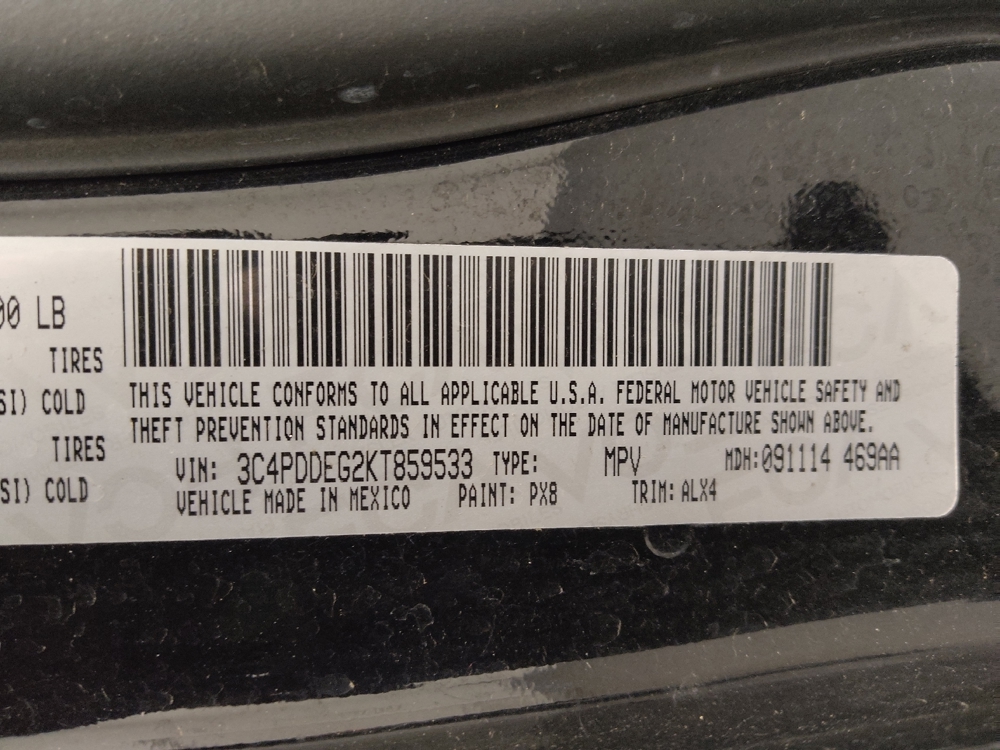 00 LB
TIRES
SI) COLD
TIRES
SI) COLD
THIS VEHICLE CONFORMS TO ALL APPLICABLE U.S.A. FEDERAL MOTOR VEHICLE SAFETY AND
THEFT PREVENTION STANDARDS IN EFFECT ON THE DATE OF MANUFACTURE SHOWN ABOVE.
VIN: 3C4PDDEG2KT859533 TYPE: MPV MDH:091114 469AA
VEHICLE MADE IN MEXICO PAINT: PX8 TRIM: ALX4